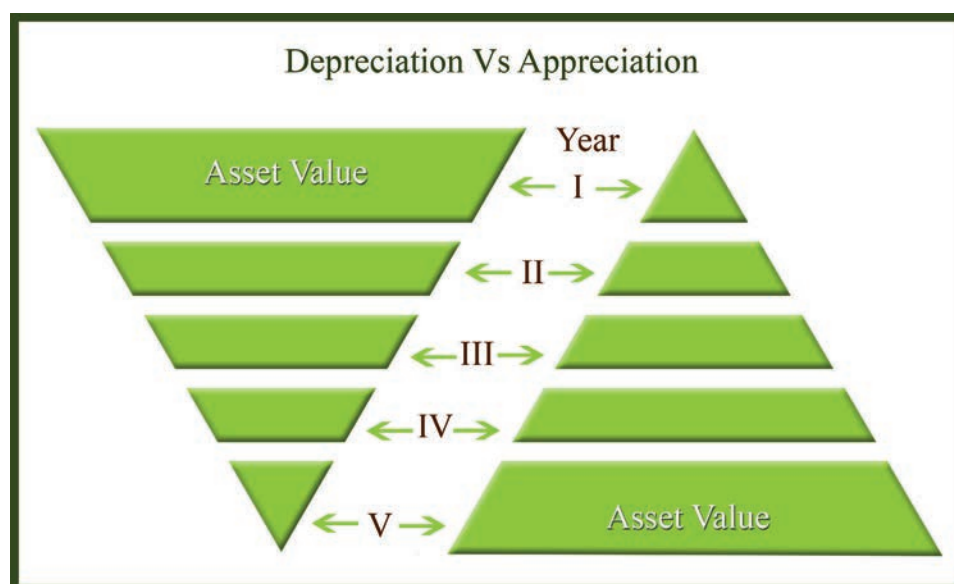 Depreciation Vs Appreciation
Asset Value
Year
I
II
III
IV
V
Asset Value